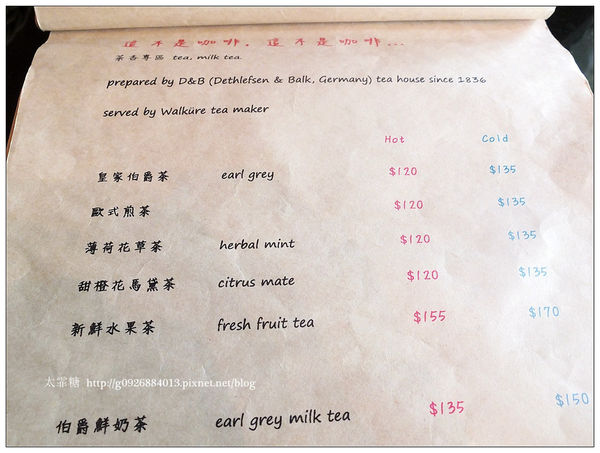 這不是咖啡，這不是咖啡...
茶香專區 tea, milk tea
prepared by D&B (Dethlefsen & Balk, Germany) tea house since 1836
served by Walküre tea maker
Hot Cold
皇家伯爵茶 earl grey $120 $135
歐式煎茶 $120 $135
薄荷花草茶 herbal mint $120 $135
甜橙花馬黛茶 citrus mate $120 $135
新鮮水果茶 fresh fruit tea $155 $170
太霏糖 http://g0926884013.pixnet.net/blog
伯爵鮮奶茶 earl grey milk tea $135 $150